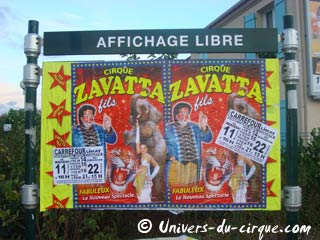 AFFICHAGE LIBRE
CIRQUE
ZAVATTA
fils
CARREFOUR
11
22
FABULEUX
Le Nouveau Spectacle
CIRQUE
ZAVATTA
fils
CARREFOUR
11
22
FABULEUX
Le Nouveau Spectacle
© Univers-du-cirque.com